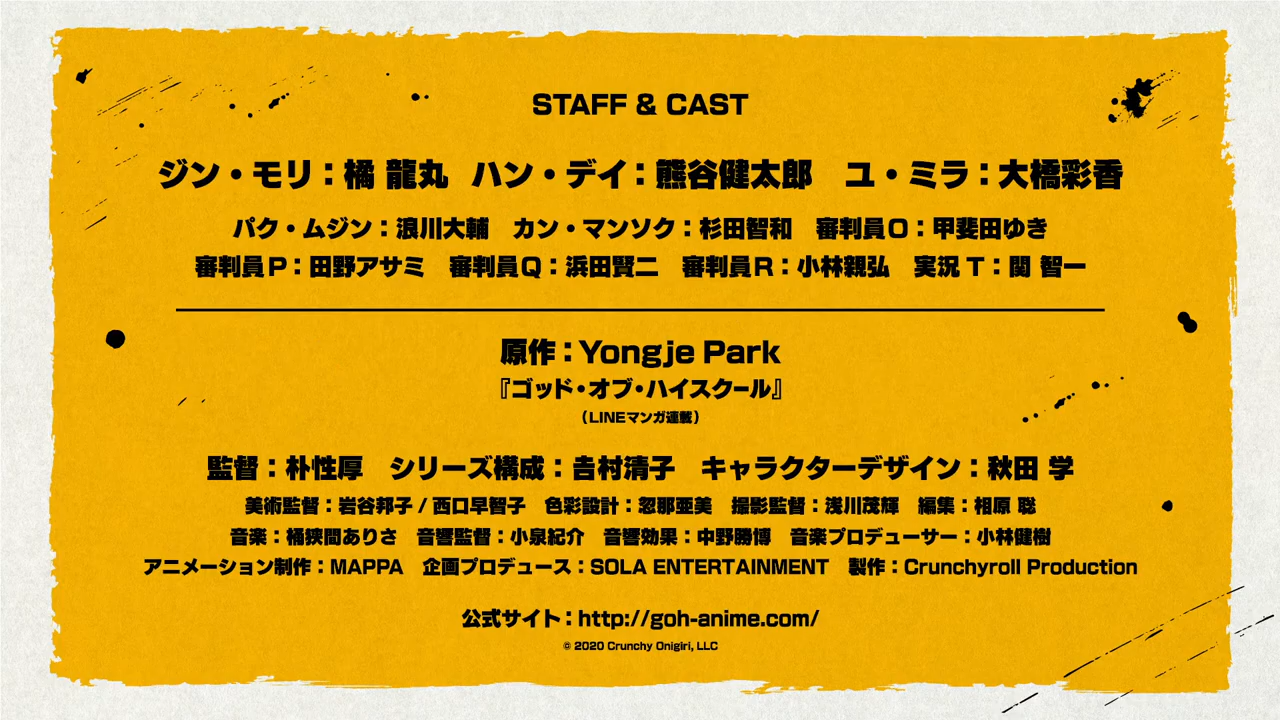 STAFF & CAST
ジン・モリ：橘 龍丸　ハン・デイ：熊谷健太郎　ユ・ミラ：大橋彩香
パク・ムジン：浪川大輔　カン・マンソク：杉田智和　審判員O：甲斐田ゆき
審判員P：田野アサミ　審判員Q：浜田賢二　審判員R：小林親弘　実況 T：関 智一
原作：Yongje Park
『ゴッド・オブ・ハイスクール』
（LINEマンガ連載）
監督：朴性厚　シリーズ構成：𠮷村清子　キャラクターデザイン：秋田 学
美術監督：岩谷邦子 / 西口早智子　色彩設計：忽那亜美　撮影監督：浅川茂輝　編集：相原 聡
音楽：桶狭間ありさ　音響監督：小泉紀介　音響効果：中野勝博　音楽プロデューサー：小林健樹
アニメーション制作：MAPPA　企画プロデュース：SOLA ENTERTAINMENT　製作：Crunchyroll Production
公式サイト：http://goh-anime.com/
© 2020 Crunchy Onigiri, LLC